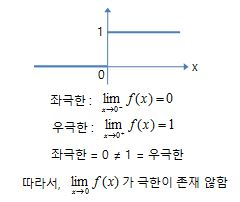 1
0
x
좌극한 : lim_{x→0⁻} f(x) = 0
우극한 : lim_{x→0⁺} f(x) = 1
좌극한 = 0 ≠ 1 = 우극한
따라서, lim_{x→0} f(x) 가 극한이 존재 않함